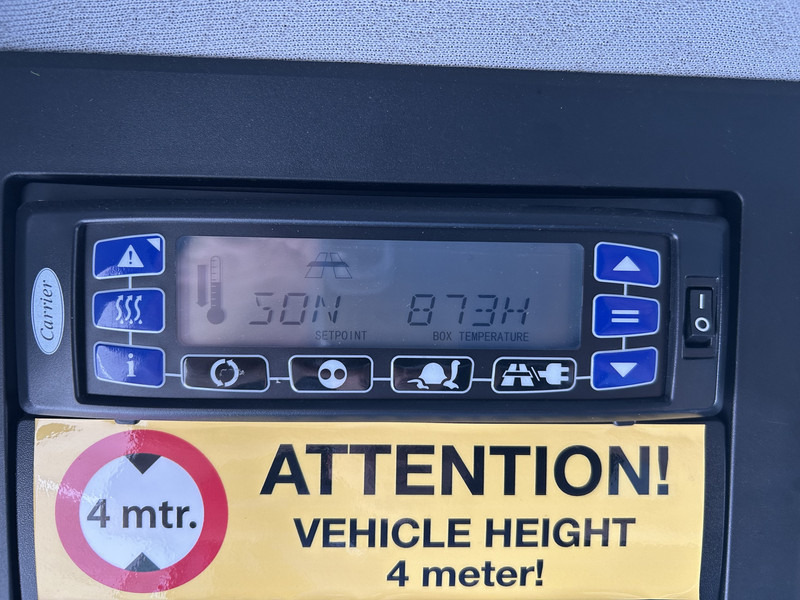 Carrier
SON 873H
SETPOINT BOX TEMPERATURE
i
4 mtr.
ATTENTION!
VEHICLE HEIGHT
4 meter!